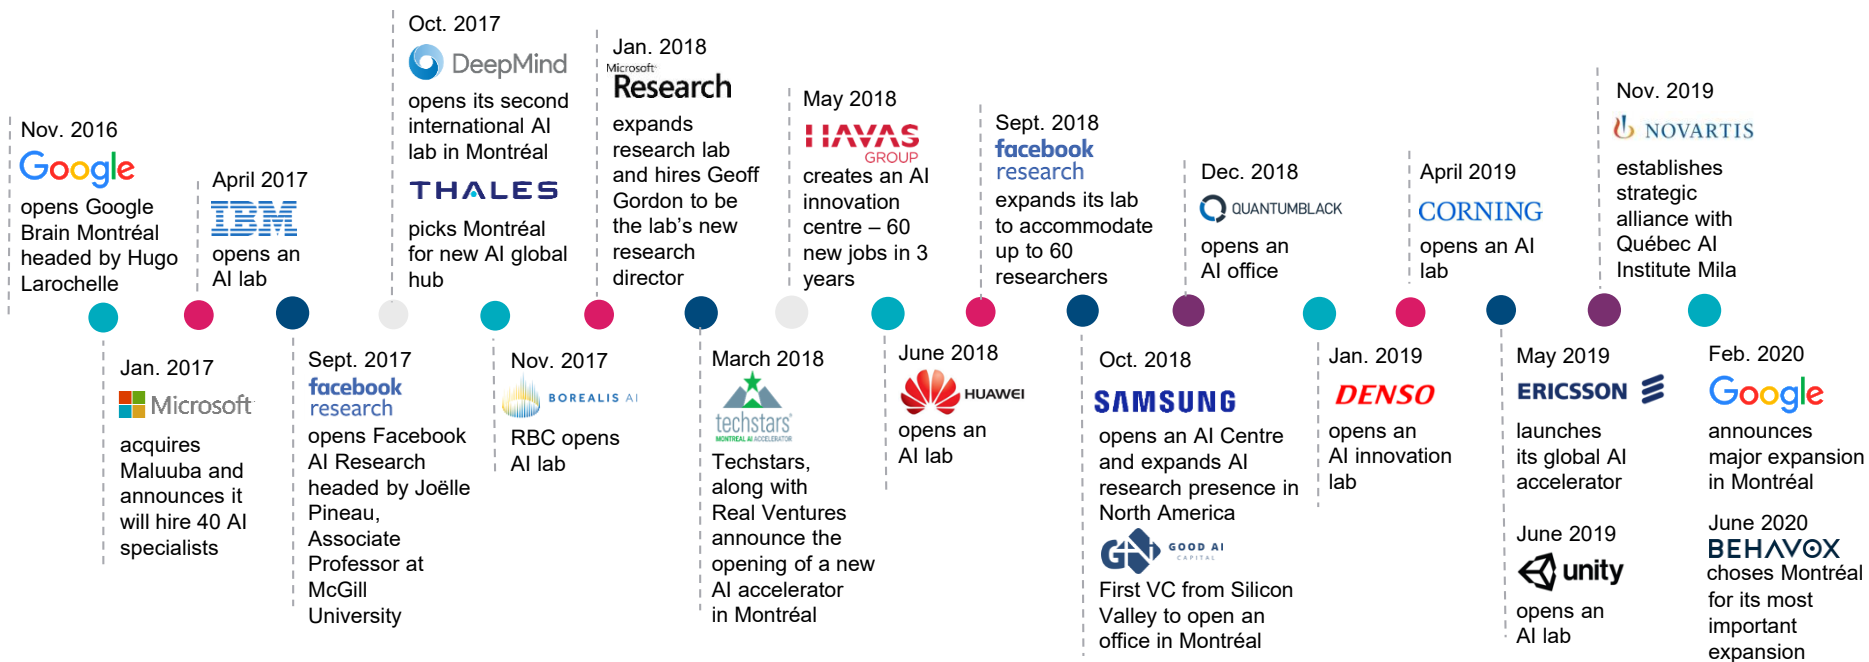 Nov. 2016
Google
opens Google
Brain Montréal
headed by Hugo
Larochelle
Jan. 2017
Microsoft
acquires
Maluuba and
announces it
will hire 40 AI
specialists
April 2017
IBM
opens an
AI lab
Sept. 2017
facebook
research
opens Facebook
AI Research
headed by Joëlle
Pineau,
Associate
Professor at
McGill
University
Oct. 2017
DeepMind
opens its second
international AI
lab in Montréal
THALES
picks Montréal
for new AI global
hub
Nov. 2017
BOREALIS AI
RBC opens
AI lab
Jan. 2018
Microsoft
Research
expands
research lab
and hires Geoff
Gordon to be
the lab's new
research
director
March 2018
techstars
MONTREAL AI ACCELERATOR
Techstars,
along with
Real Ventures
announce the
opening of a new
AI accelerator
in Montréal
May 2018
HAVAS
GROUP
creates an AI
innovation
centre – 60
new jobs in 3
years
June 2018
HUAWEI
opens an
AI lab
Sept. 2018
facebook
research
expands its lab
to accommodate
up to 60
researchers
Oct. 2018
SAMSUNG
opens an AI Centre
and expands AI
research presence in
North America
GAI
GOOD AI
CAPITAL
First VC from Silicon
Valley to open an
office in Montréal
Dec. 2018
QUANTUMBLACK
opens an
AI office
Jan. 2019
DENSO
opens an
AI innovation
lab
April 2019
CORNING
opens an AI
lab
May 2019
ERICSSON
launches
its global AI
accelerator
June 2019
unity
opens an
AI lab
Nov. 2019
NOVARTIS
establishes
strategic
alliance with
Québec AI
Institute Mila
Feb. 2020
Google
announces
major expansion
in Montréal
June 2020
BEHAVOX
choses Montréal
for its most
important
expansion